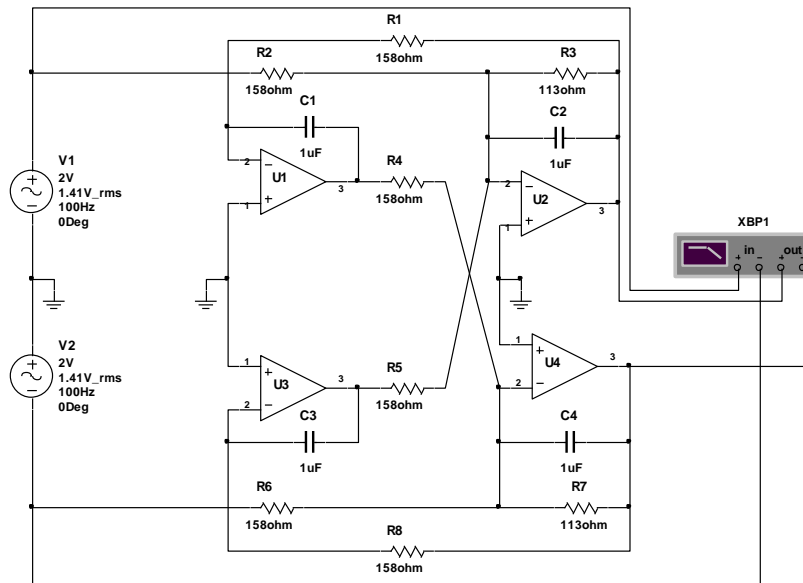 R1
158ohm
R2
158ohm
R3
113ohm
C1
1uF
C2
1uF
V1
2V
1.41V_rms
100Hz
0Deg
2
U1
3
1
R4
158ohm
2
U2
3
1
XBP1
in
out
V2
2V
1.41V_rms
100Hz
0Deg
1
U3
3
2
R5
158ohm
1
U4
3
2
C3
1uF
C4
1uF
R6
158ohm
R7
113ohm
R8
158ohm